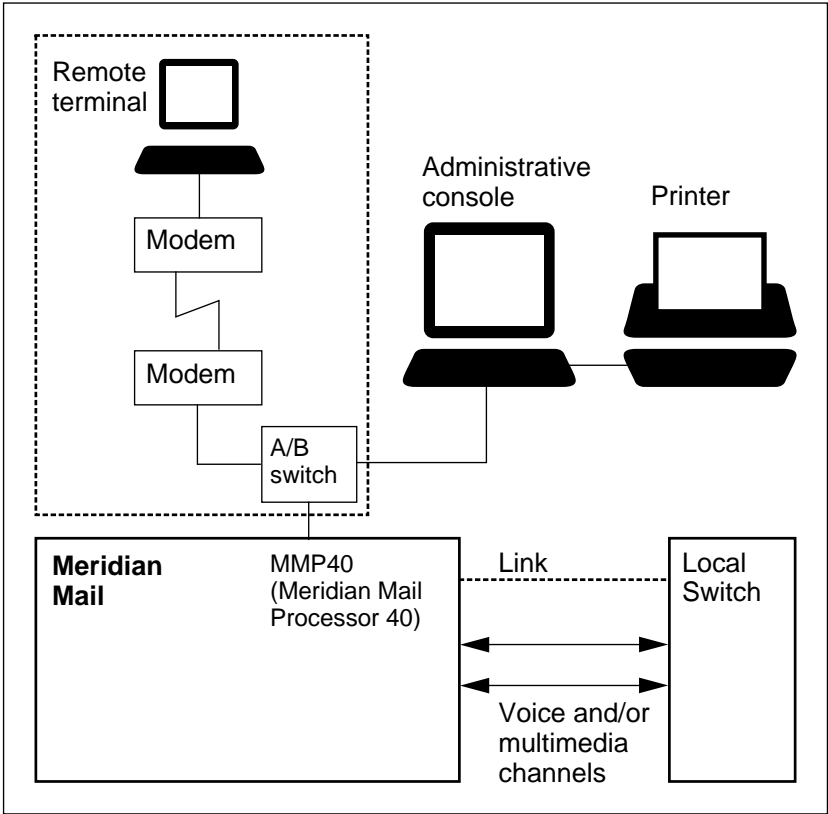 Remote
terminal
Modem
Modem
A/B
switch
Administrative
console
Printer
Meridian
Mail
MMP40
(Meridian Mail
Processor 40)
Link
Local
Switch
Voice and/or
multimedia
channels